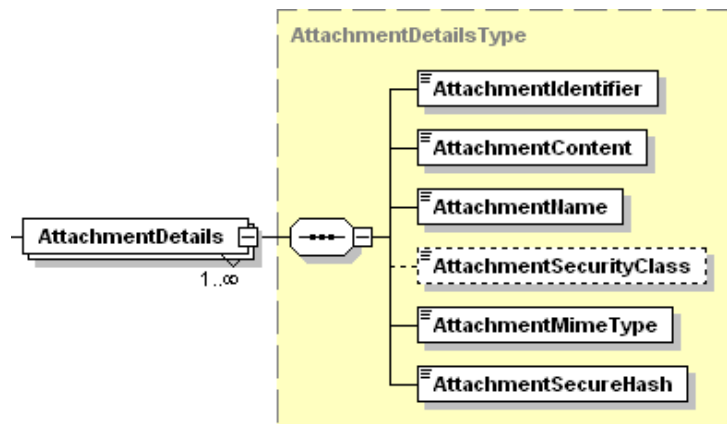 AttachmentDetailsType
AttachmentIdentifier
AttachmentContent
AttachmentName
AttachmentDetails
1..∞
AttachmentSecurityClass
AttachmentMimeType
AttachmentSecureHash